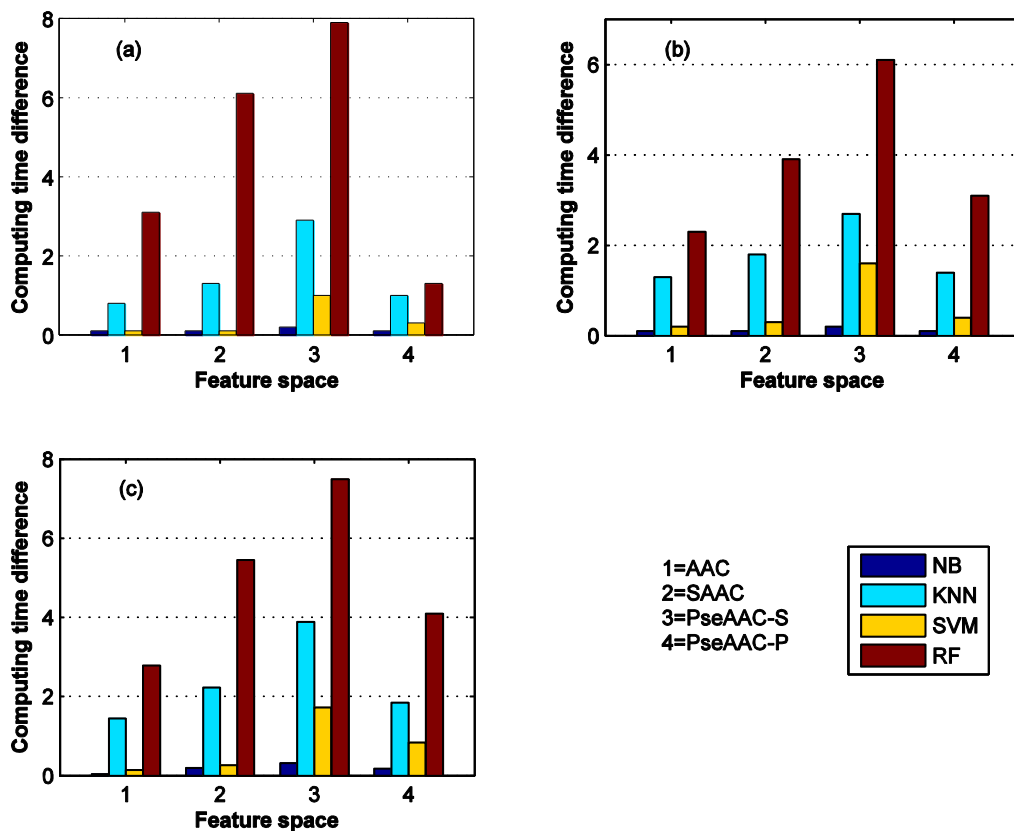 (a)
Computing time difference
8
6
4
2
0
1 2 3 4
Feature space
(b)
Computing time difference
6
4
2
0
1 2 3 4
Feature space
(c)
Computing time difference
8
6
4
2
0
1 2 3 4
Feature space
1=AAC
2=SAAC
3=PseAAC-S
4=PseAAC-P
NB
KNN
SVM
RF